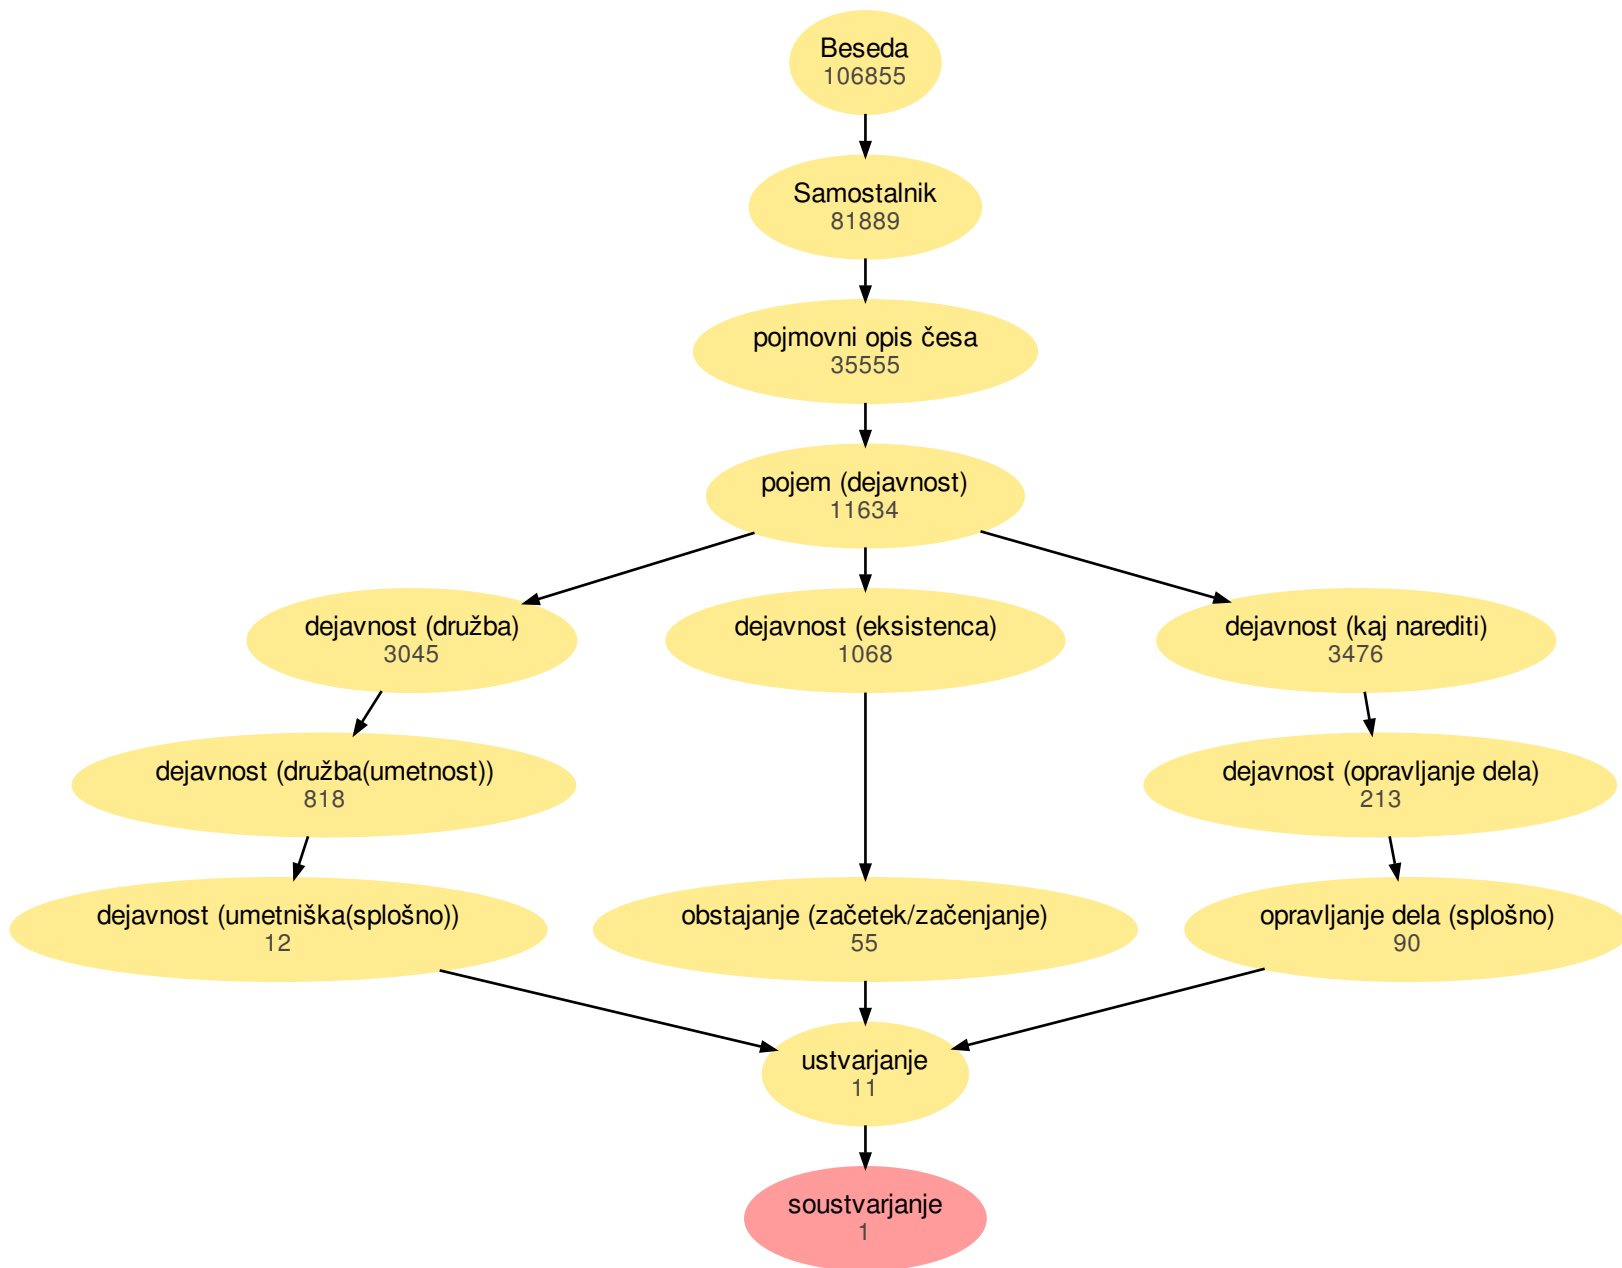 Beseda
106855
Samostalnik
81889
pojmovni opis česa
35555
pojem (dejavnost)
11634
dejavnost (družba)
3045
dejavnost (eksistenca)
1068
dejavnost (kaj narediti)
3476
dejavnost (družba(umetnost))
818
dejavnost (opravljanje dela)
213
dejavnost (umetniška(splošno))
12
obstajanje (začetek/začenjanje)
55
opravljanje dela (splošno)
90
ustvarjanje
11
soustvarjanje
1